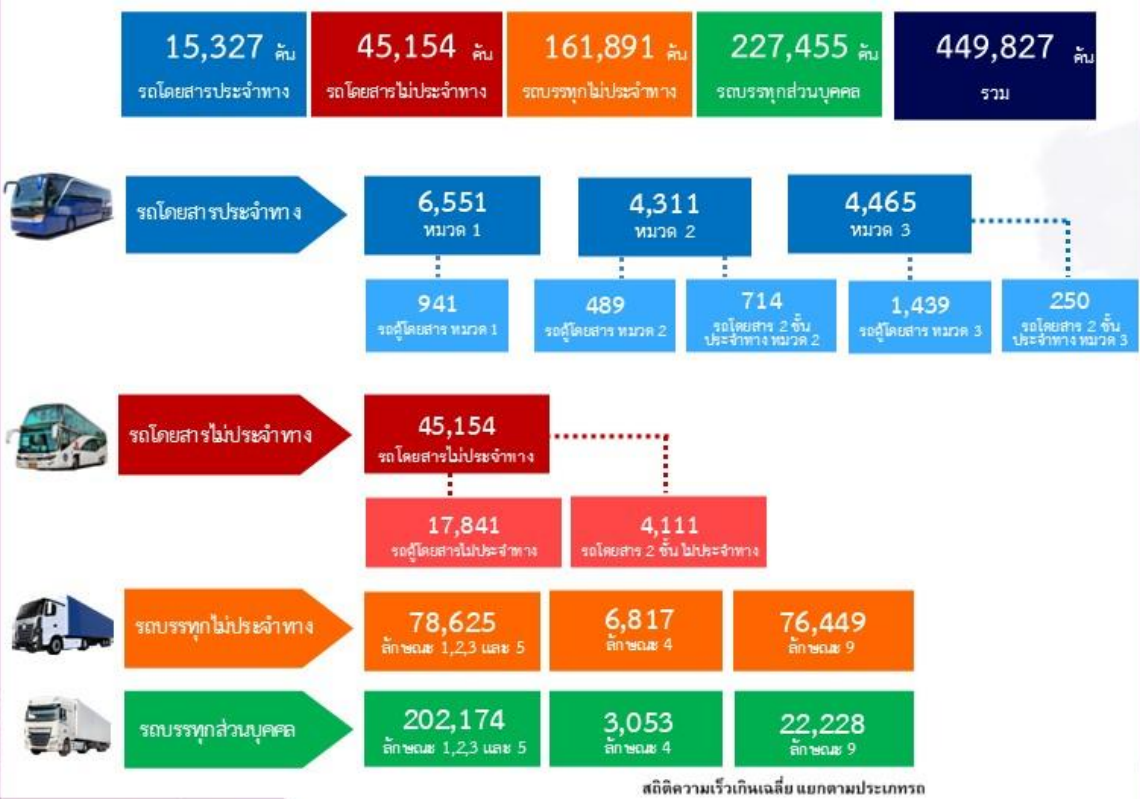 15,327 คัน
รถโดยสารประจำทาง
45,154 คัน
รถโดยสารไม่ประจำทาง
161,891 คัน
รถบรรทุกไม่ประจำทาง
227,455 คัน
รถบรรทุกส่วนบุคคล
449,827 คัน
รวม
รถโดยสารประจำทาง
6,551
หมวด 1
4,311
หมวด 2
4,465
หมวด 3
941
รถตู้โดยสาร หมวด 1
489
รถตู้โดยสาร หมวด 2
714
รถโดยสาร 2 ชั้น
ประจำทาง หมวด 2
1,439
รถตู้โดยสาร หมวด 3
250
รถโดยสาร 2 ชั้น
ประจำทาง หมวด 3
รถโดยสารไม่ประจำทาง
45,154
รถโดยสารไม่ประจำทาง
17,841
รถตู้โดยสารไม่ประจำทาง
4,111
รถโดยสาร 2 ชั้น ไม่ประจำทาง
รถบรรทุกไม่ประจำทาง
78,625
ลักษณะ 1,2,3 และ 5
6,817
ลักษณะ 4
76,449
ลักษณะ 9
รถบรรทุกส่วนบุคคล
202,174
ลักษณะ 1,2,3 และ 5
3,053
ลักษณะ 4
22,228
ลักษณะ 9
สถิติความเร็วเกินเฉลี่ย แยกตามประเภทรถ